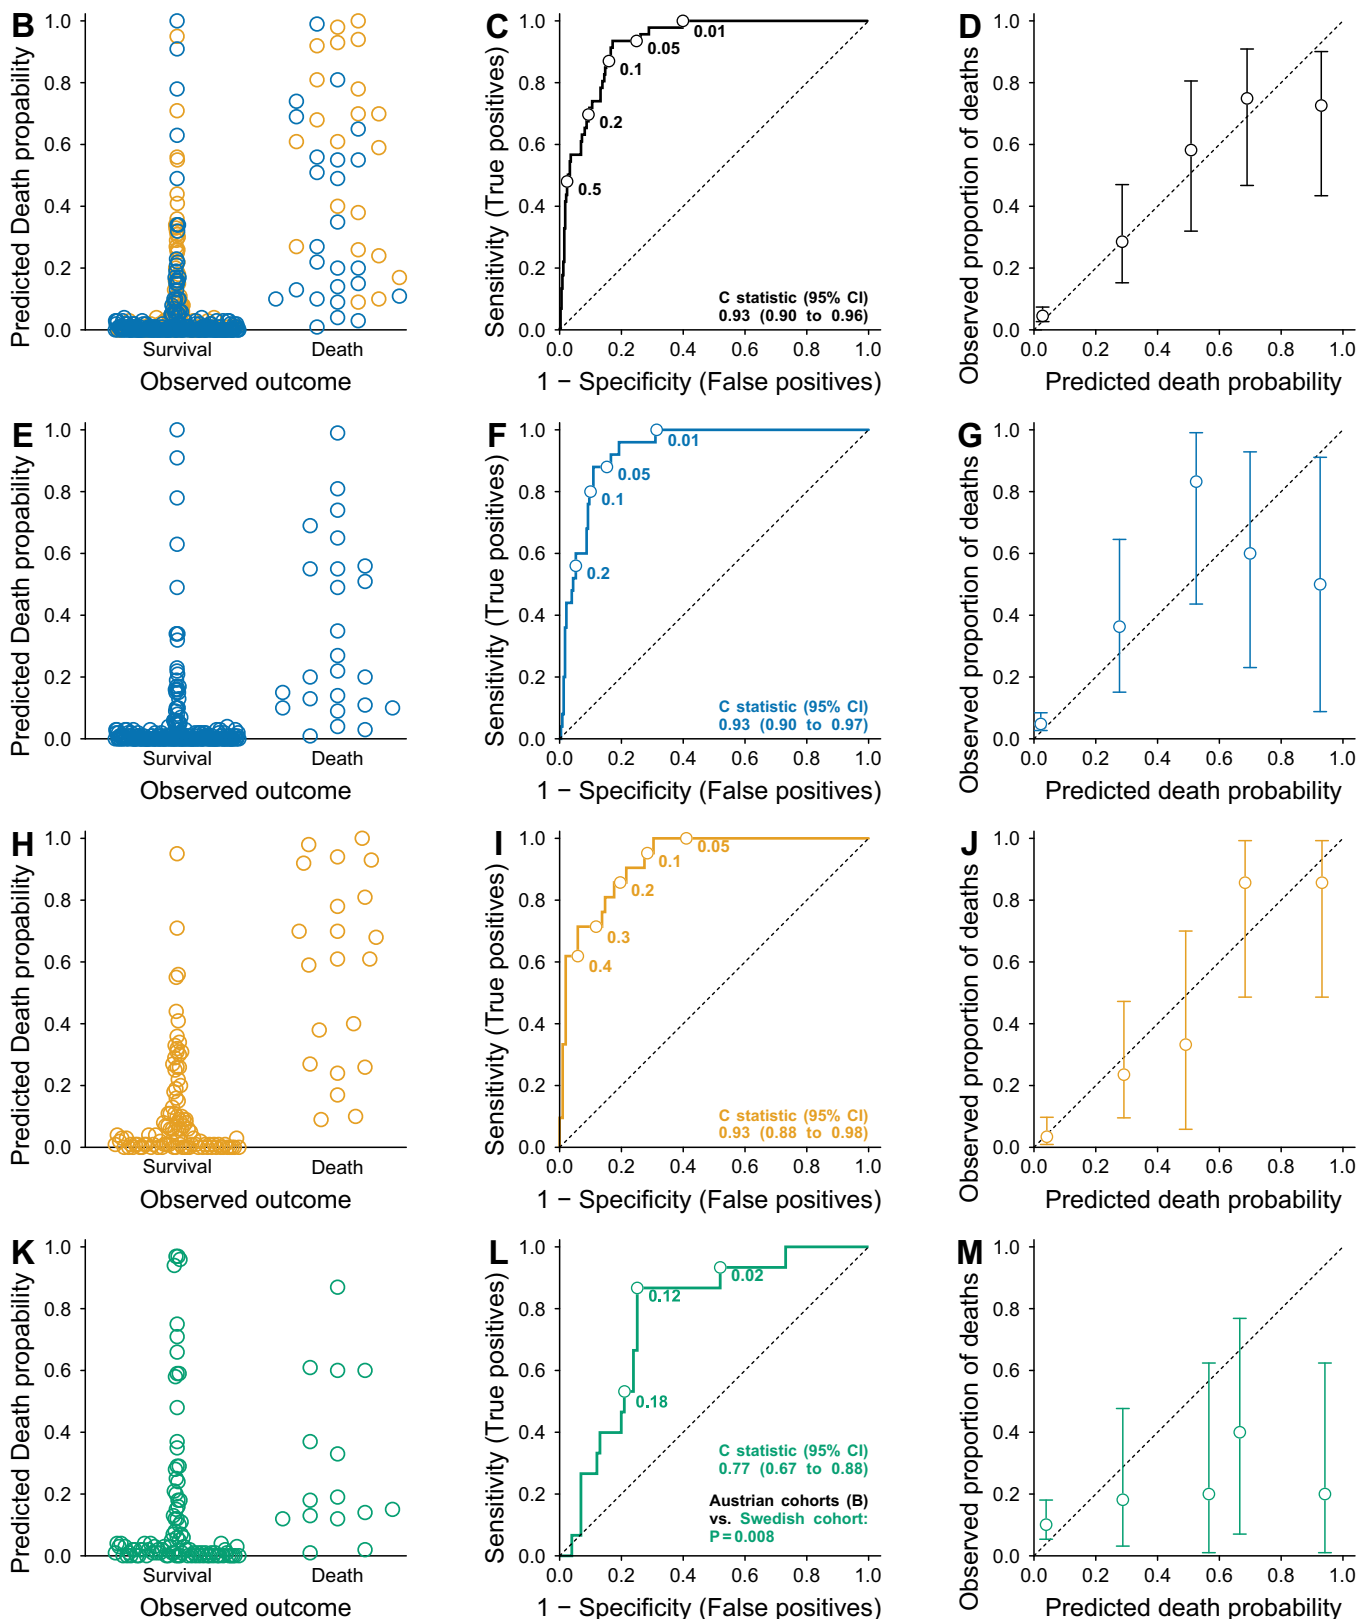 B
Predicted Death propability
1.0
0.8
0.6
0.4
0.2
0.0
Survival
Death
Observed outcome
C
Sensitivity (True positives)
1.0
0.8
0.6
0.4
0.2
0.0
0.01
0.05
0.1
0.2
0.5
C statistic (95% CI)
0.93 (0.90 to 0.96)
0.0 0.2 0.4 0.6 0.8 1.0
1 − Specificity (False positives)
D
Observed proportion of deaths
1.0
0.8
0.6
0.4
0.2
0.0
0.0 0.2 0.4 0.6 0.8 1.0
Predicted death probability
E
Predicted Death propability
1.0
0.8
0.6
0.4
0.2
0.0
Survival
Death
Observed outcome
F
Sensitivity (True positives)
1.0
0.8
0.6
0.4
0.2
0.0
0.01
0.05
0.1
0.2
C statistic (95% CI)
0.93 (0.90 to 0.97)
0.0 0.2 0.4 0.6 0.8 1.0
1 − Specificity (False positives)
G
Observed proportion of deaths
1.0
0.8
0.6
0.4
0.2
0.0
0.0 0.2 0.4 0.6 0.8 1.0
Predicted death probability
H
Predicted Death propability
1.0
0.8
0.6
0.4
0.2
0.0
Survival
Death
Observed outcome
I
Sensitivity (True positives)
1.0
0.8
0.6
0.4
0.2
0.0
0.05
0.1
0.2
0.3
0.4
C statistic (95% CI)
0.93 (0.88 to 0.98)
0.0 0.2 0.4 0.6 0.8 1.0
1 − Specificity (False positives)
J
Observed proportion of deaths
1.0
0.8
0.6
0.4
0.2
0.0
0.0 0.2 0.4 0.6 0.8 1.0
Predicted death probability
K
Predicted Death propability
1.0
0.8
0.6
0.4
0.2
0.0
Survival
Death
Observed outcome
L
Sensitivity (True positives)
1.0
0.8
0.6
0.4
0.2
0.0
0.02
0.12
0.18
C statistic (95% CI)
0.77 (0.67 to 0.88)
Austrian cohorts (B)
vs. Swedish cohort:
P = 0.008
0.0 0.2 0.4 0.6 0.8 1.0
1 − Specificity (False positives)
M
Observed proportion of deaths
1.0
0.8
0.6
0.4
0.2
0.0
0.0 0.2 0.4 0.6 0.8 1.0
Predicted death probability